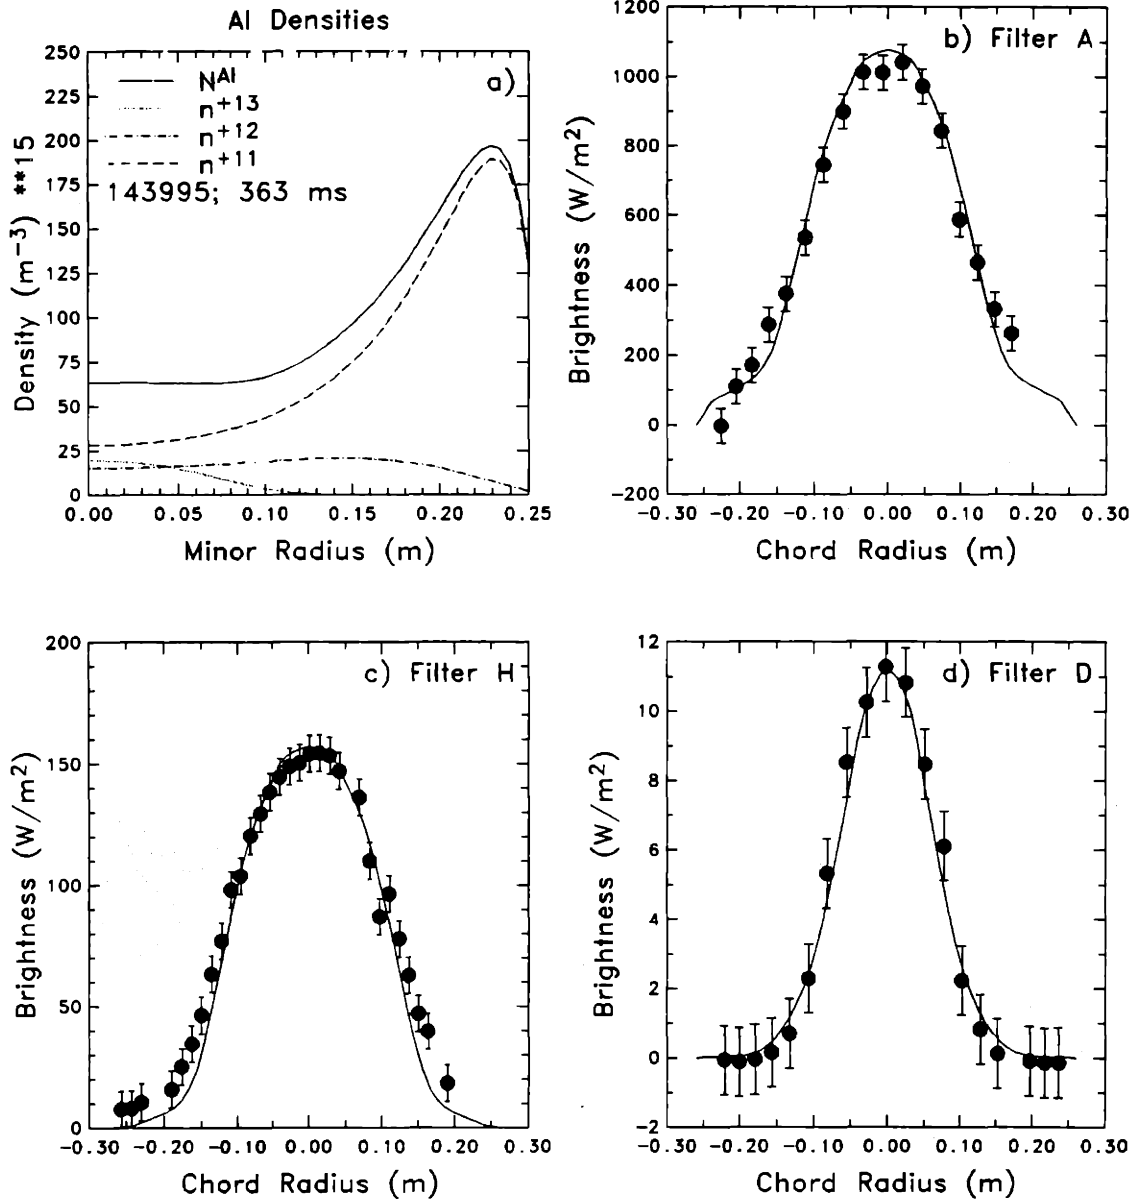 Al Densities
250
225
200
175
150
125
100
75
50
25
0
0.00 0.05 0.10 0.15 0.20 0.25
Density (m-3) **15
Minor Radius (m)
a)
NAl
n+13
n+12
n+11
143995; 363 ms
b) Filter A
1200
1000
800
600
400
200
0
-200
-0.30 -0.20 -0.10 0.00 0.10 0.20 0.30
Brightness (W/m2)
Chord Radius (m)
c) Filter H
200
150
100
50
0
-0.30 -0.20 -0.10 0.00 0.10 0.20 0.30
Brightness (W/m2)
Chord Radius (m)
d) Filter D
12
10
8
6
4
2
0
-2
-0.30 -0.20 -0.10 0.00 0.10 0.20 0.30
Brightness (W/m2)
Chord Radius (m)